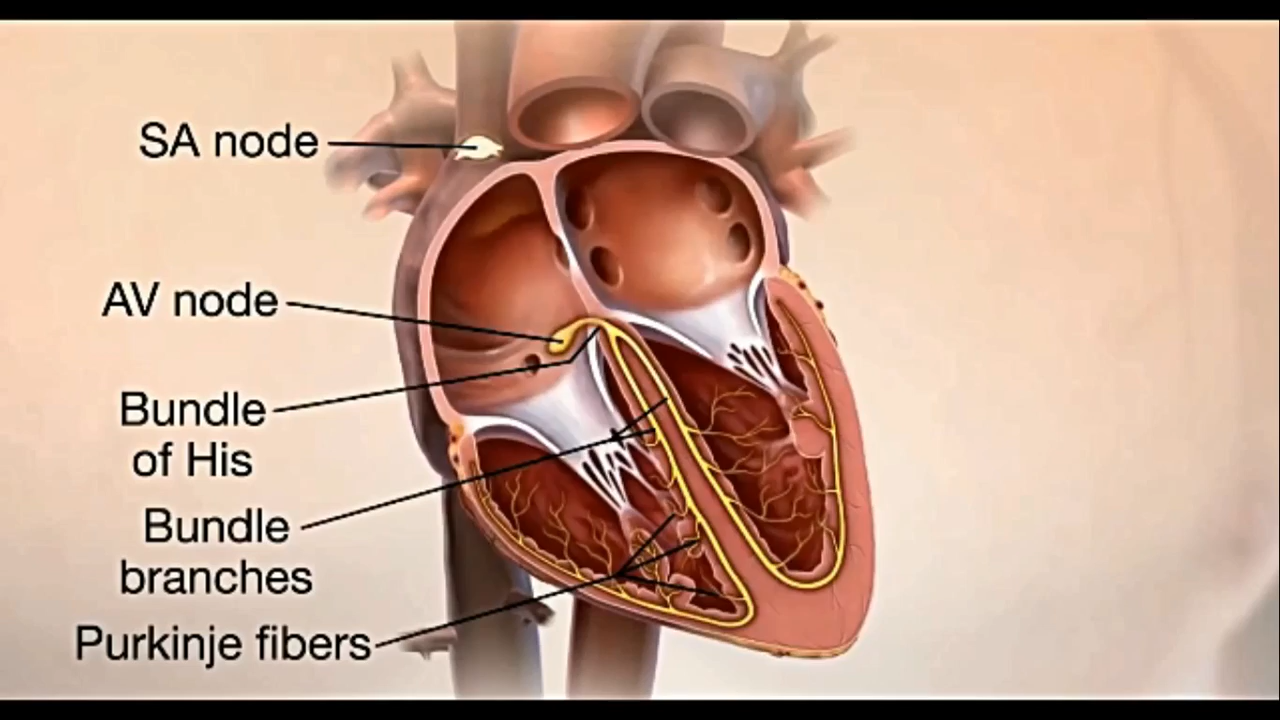 SA node
AV node
Bundle
of His
Bundle
branches
Purkinje fibers